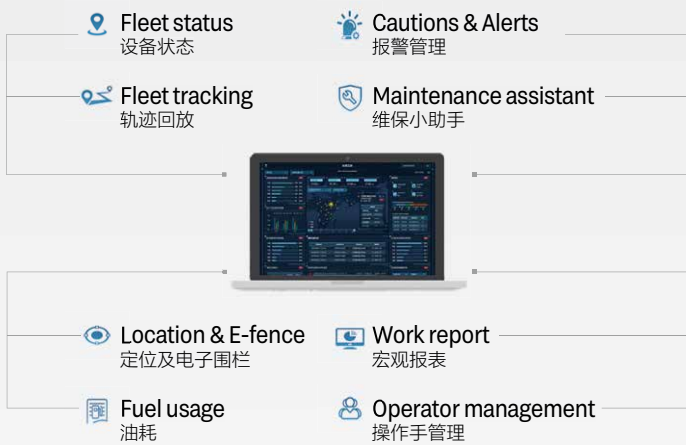 Fleet status
设备状态
Cautions & Alerts
报警管理
Fleet tracking
轨迹回放
Maintenance assistant
维保小助手
Location & E-fence
定位及电子围栏
Work report
宏观报表
Fuel usage
油耗
Operator management
操作手管理